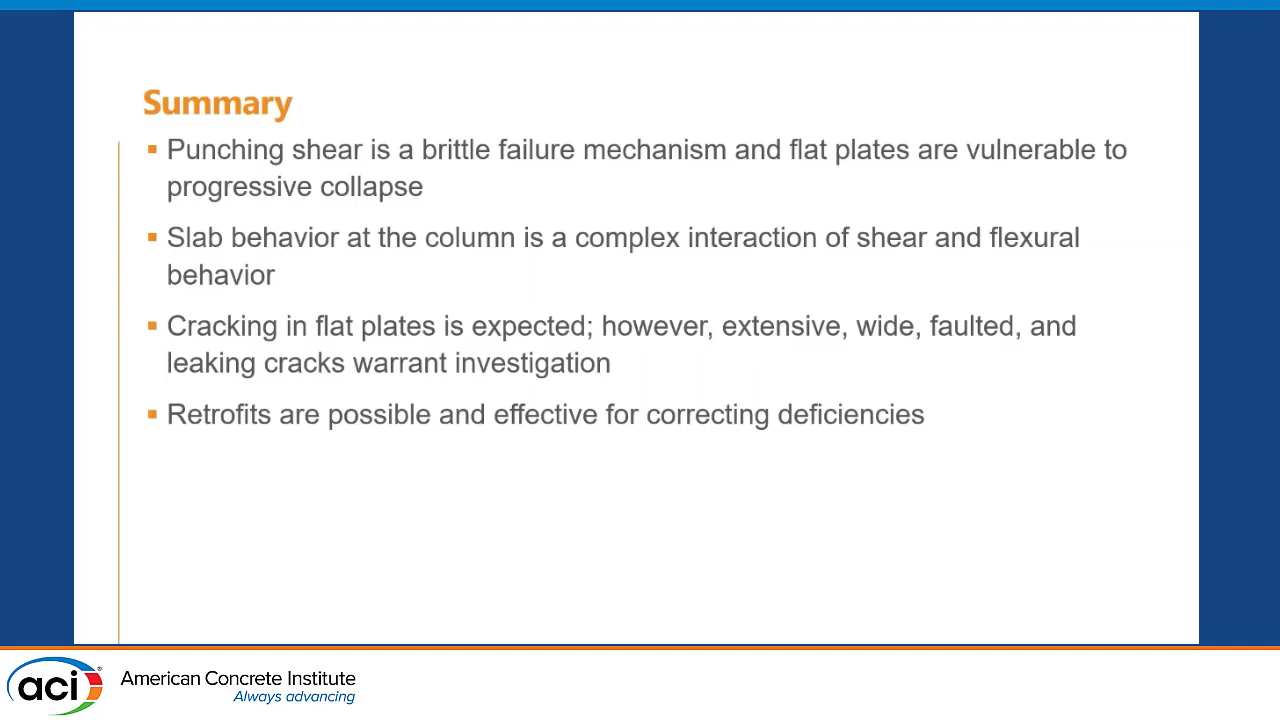 Summary
Punching shear is a brittle failure mechanism and flat plates are vulnerable to
progressive collapse
Slab behavior at the column is a complex interaction of shear and flexural
behavior
Cracking in flat plates is expected; however, extensive, wide, faulted, and
leaking cracks warrant investigation
Retrofits are possible and effective for correcting deficiencies
aci®
American Concrete Institute
Always advancing